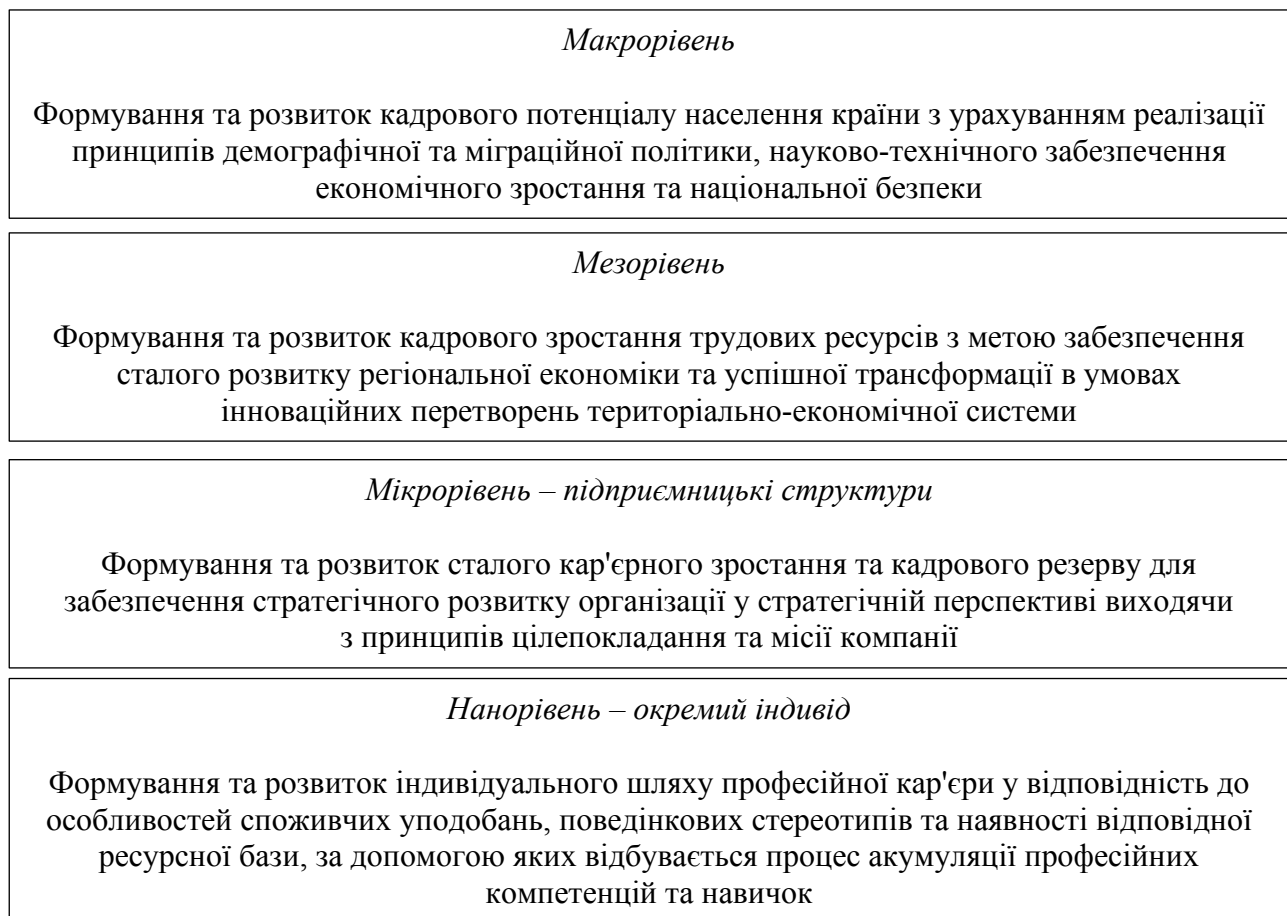 Макрорівень
Формування та розвиток кадрового потенціалу населення країни з урахуванням реалізації
принципів демографічної та міграційної політики, науково-технічного забезпечення
економічного зростання та національної безпеки
Мезорівень
Формування та розвиток кадрового зростання трудових ресурсів з метою забезпечення
сталого розвитку регіональної економіки та успішної трансформації в умовах
інноваційних перетворень територіально-економічної системи
Мікрорівень – підприємницькі структури
Формування та розвиток сталого кар'єрного зростання та кадрового резерву для
забезпечення стратегічного розвитку організації у стратегічній перспективі виходячи
з принципів цілепокладання та місії компанії
Нанорівень – окремий індивід
Формування та розвиток індивідуального шляху професійної кар'єри у відповідність до
особливостей споживчих уподобань, поведінкових стереотипів та наявності відповідної
ресурсної бази, за допомогою яких відбувається процес акумуляції професійних
компетенцій та навичок